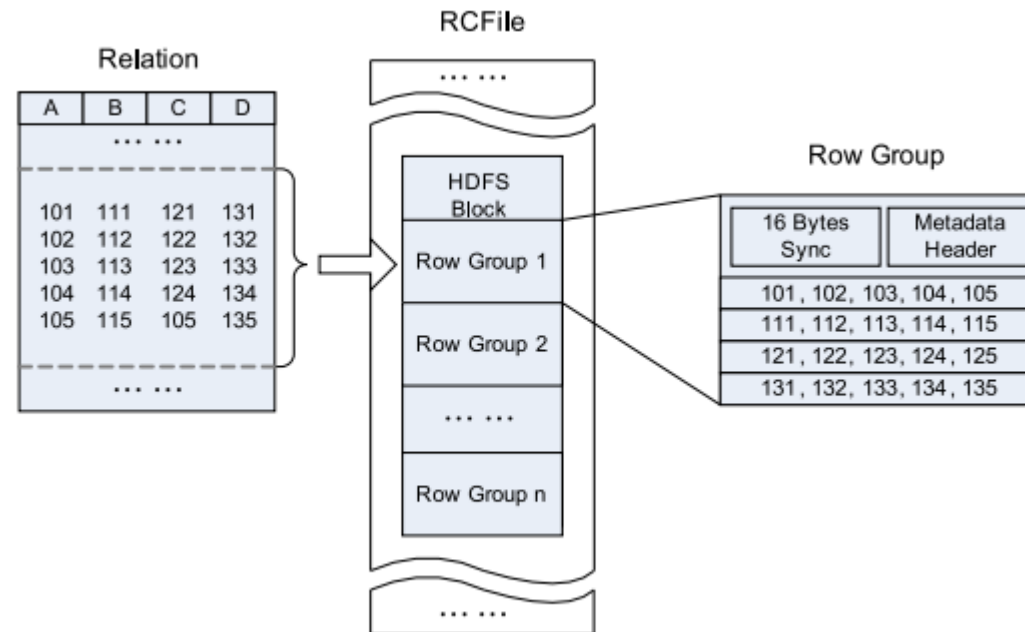 Relation
A B C D
... ...
101 111 121 131
102 112 122 132
103 113 123 133
104 114 124 134
105 115 105 135
... ...
RCFile
... ...
HDFS
Block
Row Group 1
Row Group 2
... ...
Row Group n
... ...
Row Group
16 Bytes
Sync
Metadata
Header
101, 102, 103, 104, 105
111, 112, 113, 114, 115
121, 122, 123, 124, 125
131, 132, 133, 134, 135